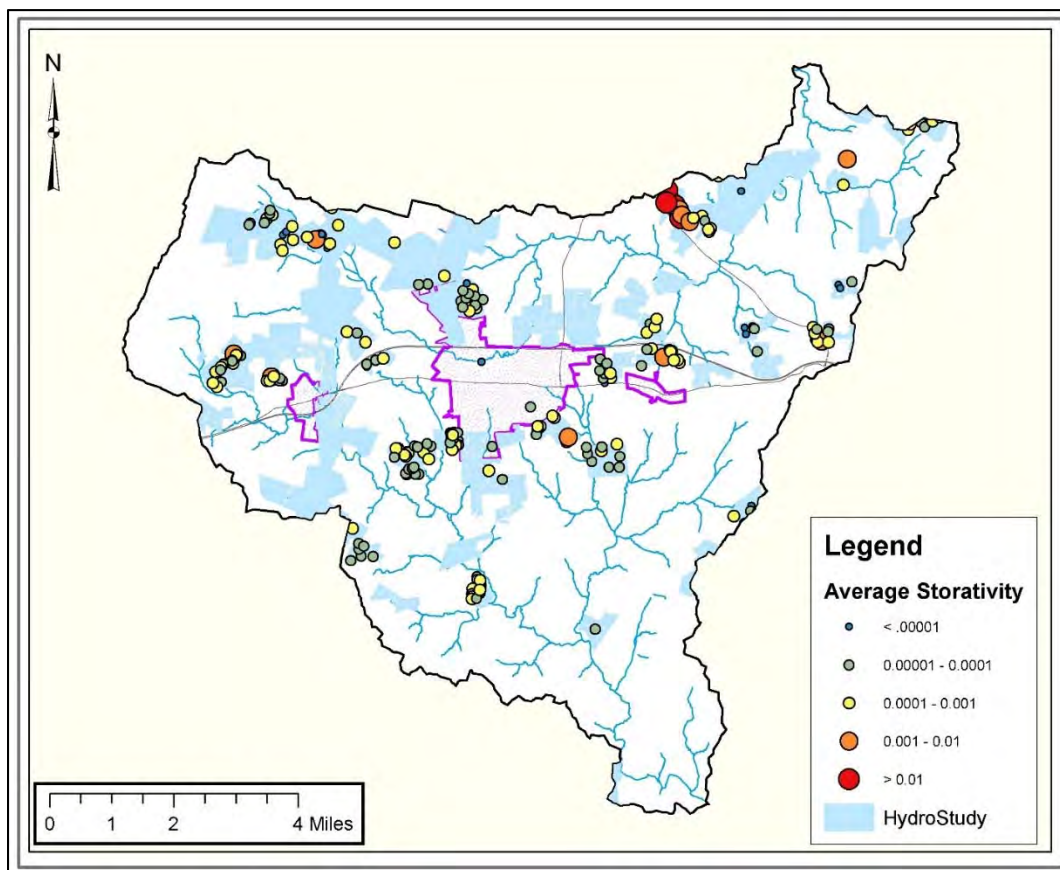 N
Legend
Average Storativity
< .00001
0.00001 - 0.0001
0.0001 - 0.001
0.001 - 0.01
> 0.01
HydroStudy
0 1 2 4 Miles